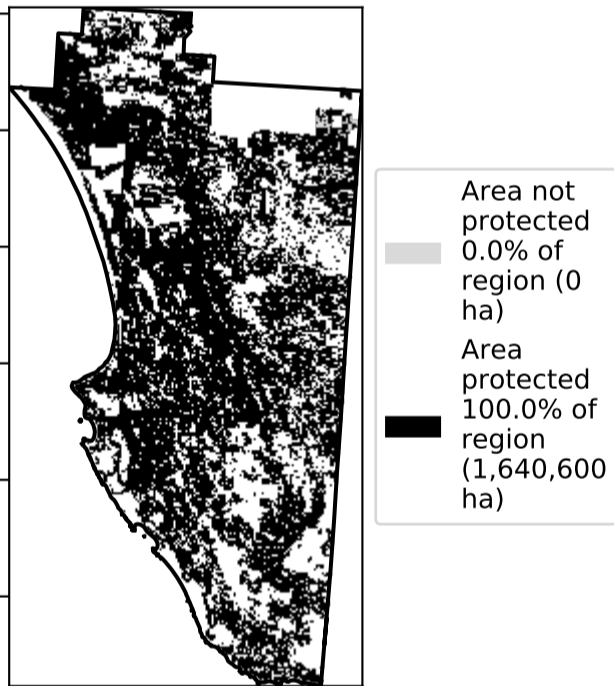 Area not
protected
0.0% of
region (0
ha)
Area
protected
100.0% of
region
(1,640,600
ha)